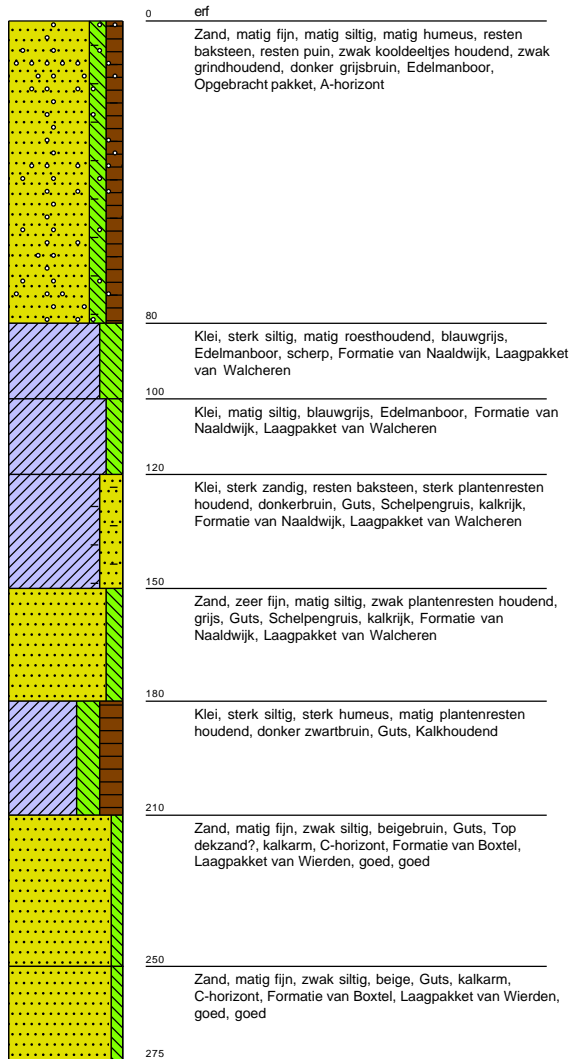 0
erf
Zand, matig fijn, matig siltig, matig humeus, resten
baksteen, resten puin, zwak kooldeeltjes houdend, zwak
grindhoudend, donker grijsbruin, Edelmanboor,
Opgebracht pakket, A-horizont
80
Klei, sterk siltig, matig roesthoudend, blauwgrijs,
Edelmanboor, scherp, Formatie van Naaldwijk, Laagpakket
van Walcheren
100
Klei, matig siltig, blauwgrijs, Edelmanboor, Formatie van
Naaldwijk, Laagpakket van Walcheren
120
Klei, sterk zandig, resten baksteen, sterk plantenresten
houdend, donkerbruin, Guts, Schelpengruis, kalkrijk,
Formatie van Naaldwijk, Laagpakket van Walcheren
150
Zand, zeer fijn, matig siltig, zwak plantenresten houdend,
grijs, Guts, Schelpengruis, kalkrijk, Formatie van
Naaldwijk, Laagpakket van Walcheren
180
Klei, sterk siltig, sterk humeus, matig plantenresten
houdend, donker zwartbruin, Guts, Kalkhoudend
210
Zand, matig fijn, zwak siltig, beigebruin, Guts, Top
dekzand?, kalkarm, C-horizont, Formatie van Boxtel,
Laagpakket van Wierden, goed, goed
250
Zand, matig fijn, zwak siltig, beige, Guts, kalkarm,
C-horizont, Formatie van Boxtel, Laagpakket van Wierden,
goed, goed
275